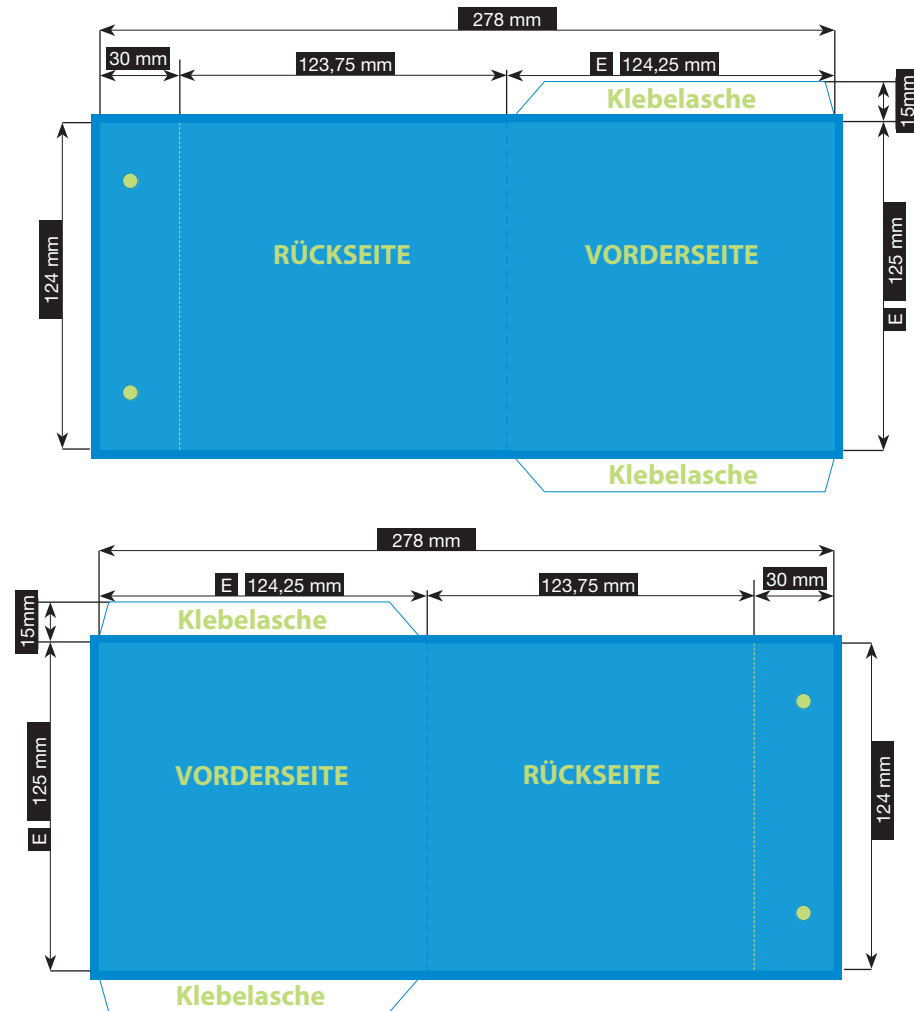 278 mm
30 mm
123,75 mm
E 124,25 mm
Klebelasche
15mm
124 mm
RÜCKSEITE
VORDERSEITE
E 125 mm
Klebelasche
278 mm
E 124,25 mm
123,75 mm
30 mm
15mm
Klebelasche
E 125 mm
VORDERSEITE
RÜCKSEITE
124 mm
Klebelasche